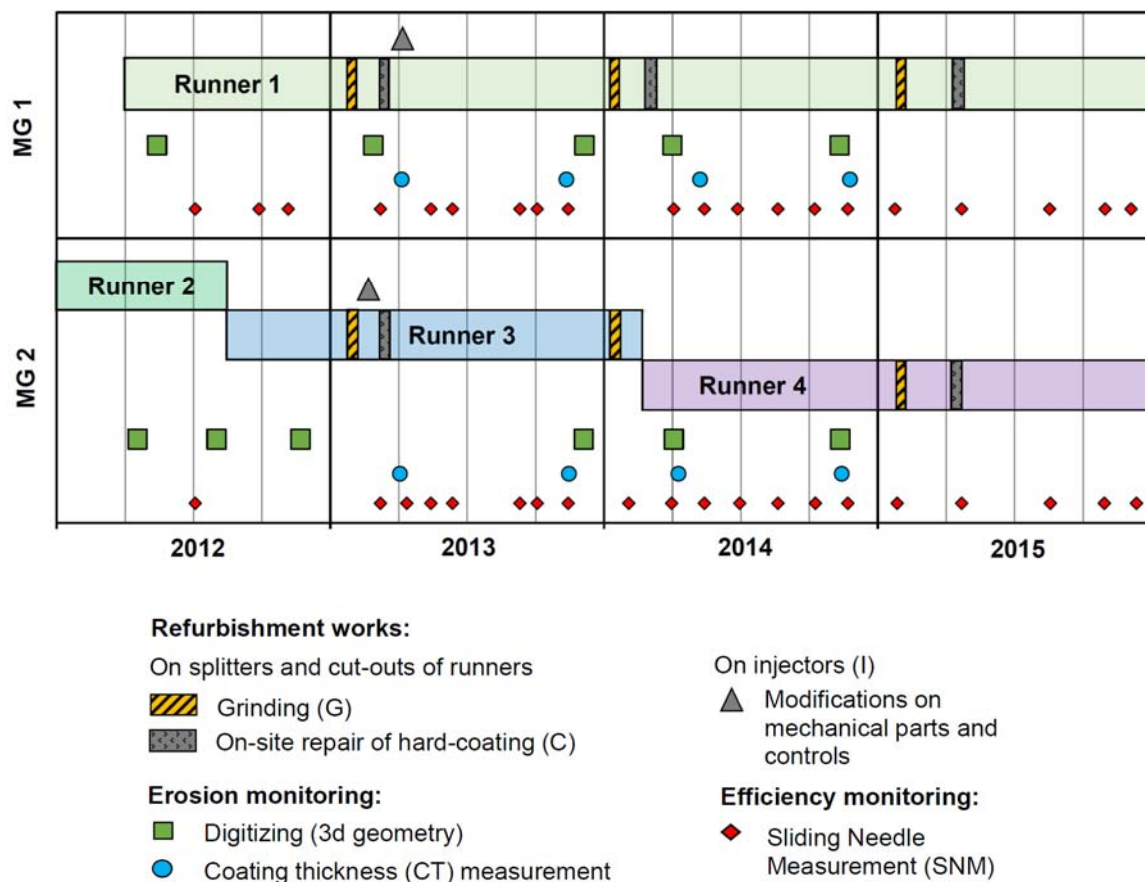 MG 1
Runner 1
MG 2
Runner 2
Runner 3
Runner 4
2012 2013 2014 2015
Refurbishment works:
On splitters and cut-outs of runners
Grinding (G)
On-site repair of hard-coating (C)
On injectors (I)
Modifications on
mechanical parts and
controls
Erosion monitoring:
Digitizing (3d geometry)
Coating thickness (CT) measurement
Efficiency monitoring:
Sliding Needle
Measurement (SNM)